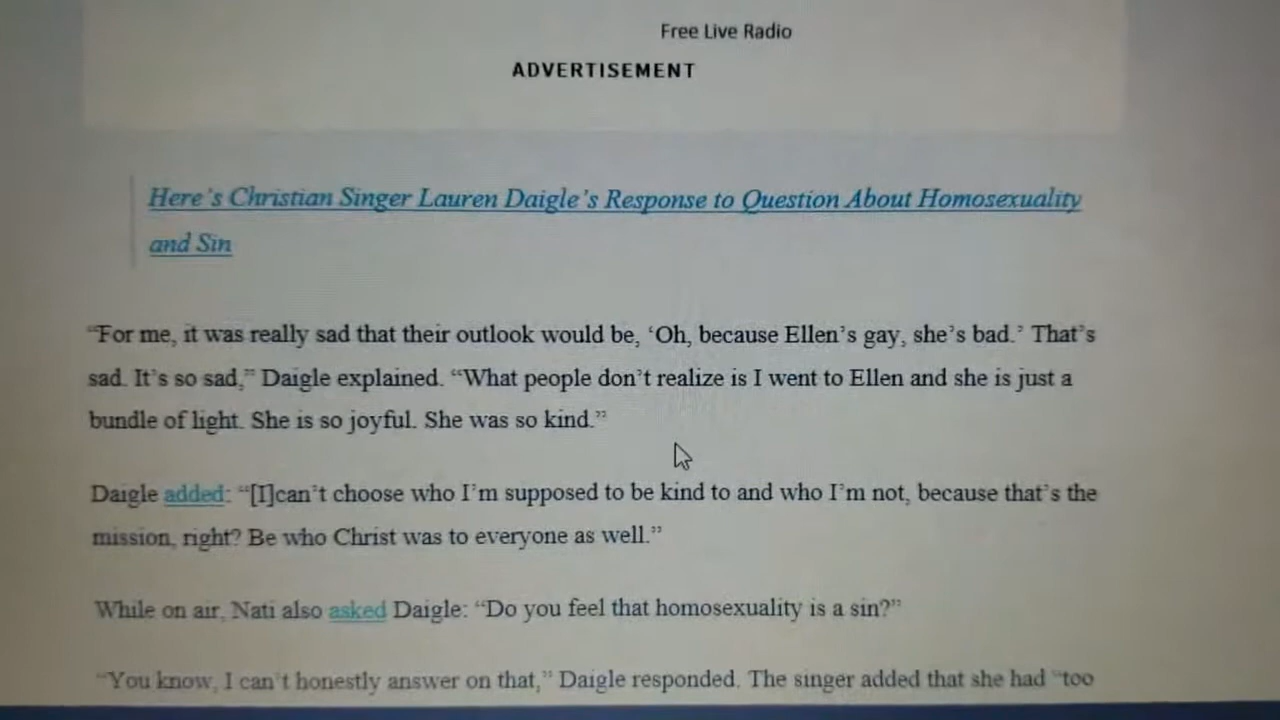 Free Live Radio
ADVERTISEMENT
Here’s Christian Singer Lauren Daigle’s Response to Question About Homosexuality
and Sin
“For me, it was really sad that their outlook would be, ‘Oh, because Ellen’s gay, she’s bad.’ That’s
sad. It’s so sad,” Daigle explained. “What people don’t realize is I went to Ellen and she is just a
bundle of light. She is so joyful. She was so kind.”
Daigle added: “[I]can’t choose who I’m supposed to be kind to and who I’m not, because that’s the
mission, right? Be who Christ was to everyone as well.”
While on air, Nati also asked Daigle: “Do you feel that homosexuality is a sin?”
“You know, I can’t honestly answer on that,” Daigle responded. The singer added that she had “too